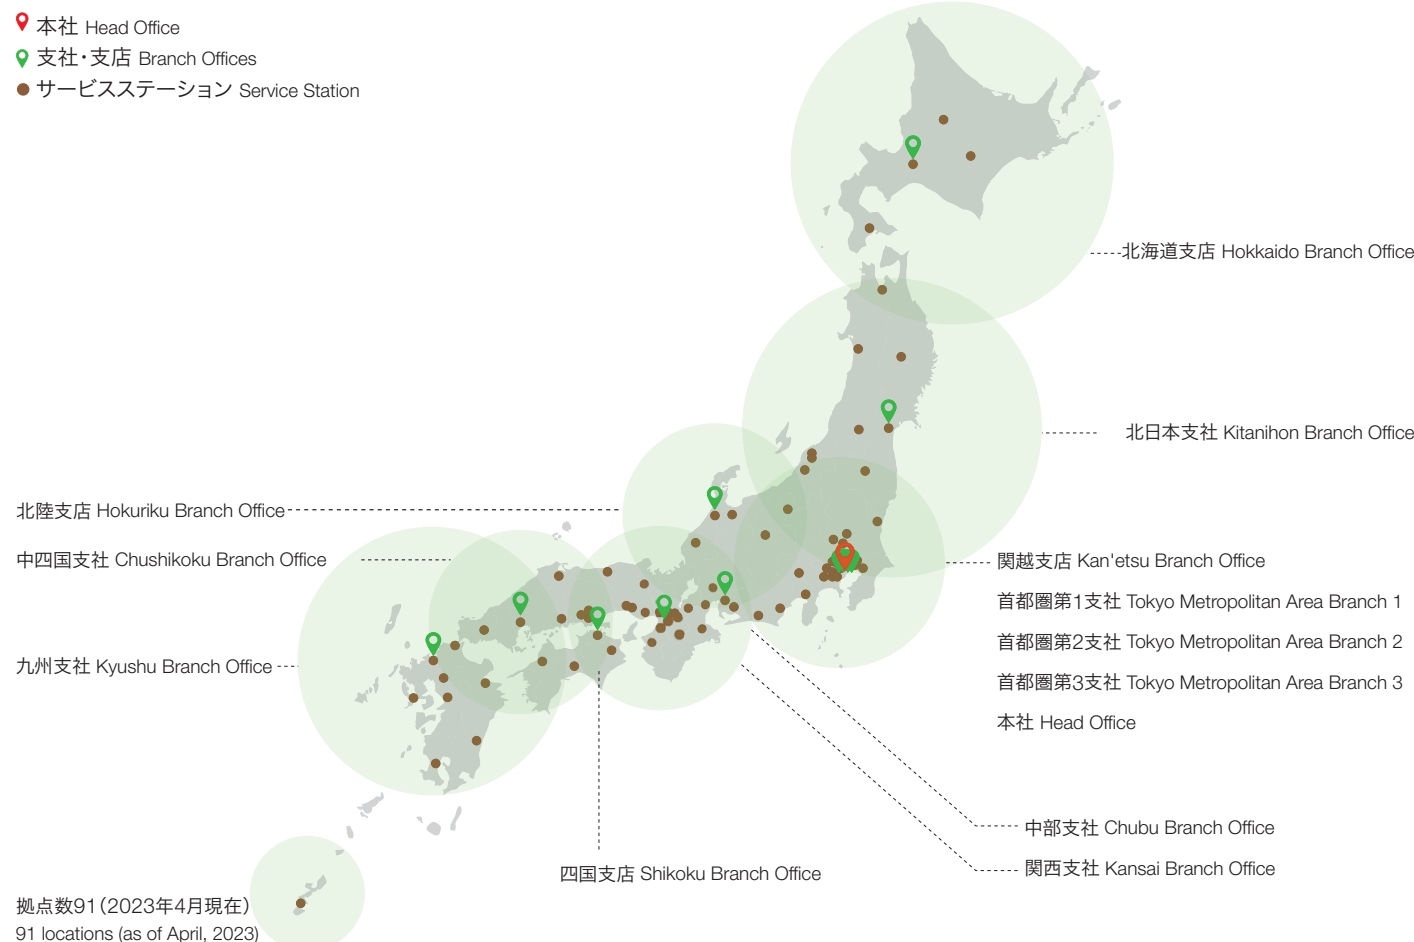 本社 Head Office
支社・支店 Branch Offices
サービスステーション Service Station
北海道支店 Hokkaido Branch Office
北日本支社 Kitanihon Branch Office
北陸支店 Hokuriku Branch Office
中四国支社 Chushikoku Branch Office
関越支店 Kan'etsu Branch Office
首都圏第1支社 Tokyo Metropolitan Area Branch 1
首都圏第2支社 Tokyo Metropolitan Area Branch 2
九州支社 Kyushu Branch Office
首都圏第3支社 Tokyo Metropolitan Area Branch 3
本社 Head Office
中部支社 Chubu Branch Office
関西支社 Kansai Branch Office
四国支店 Shikoku Branch Office
拠点数91（2023年4月現在）
91 locations (as of April, 2023)